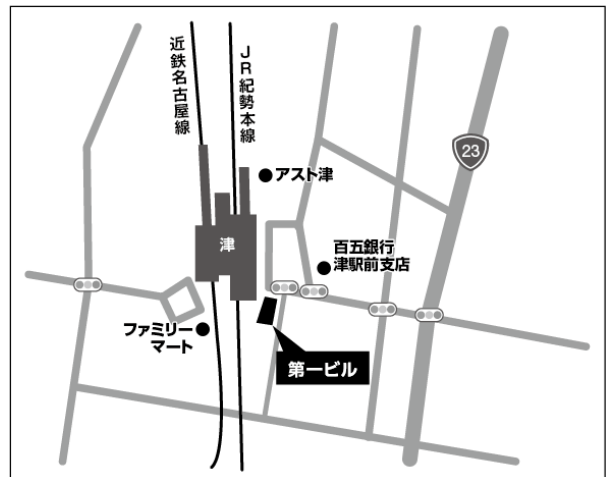 近鉄名古屋線
JR紀勢本線
23
アスト津
津
百五銀行
津駅前支店
ファミリー
マート
第一ビル